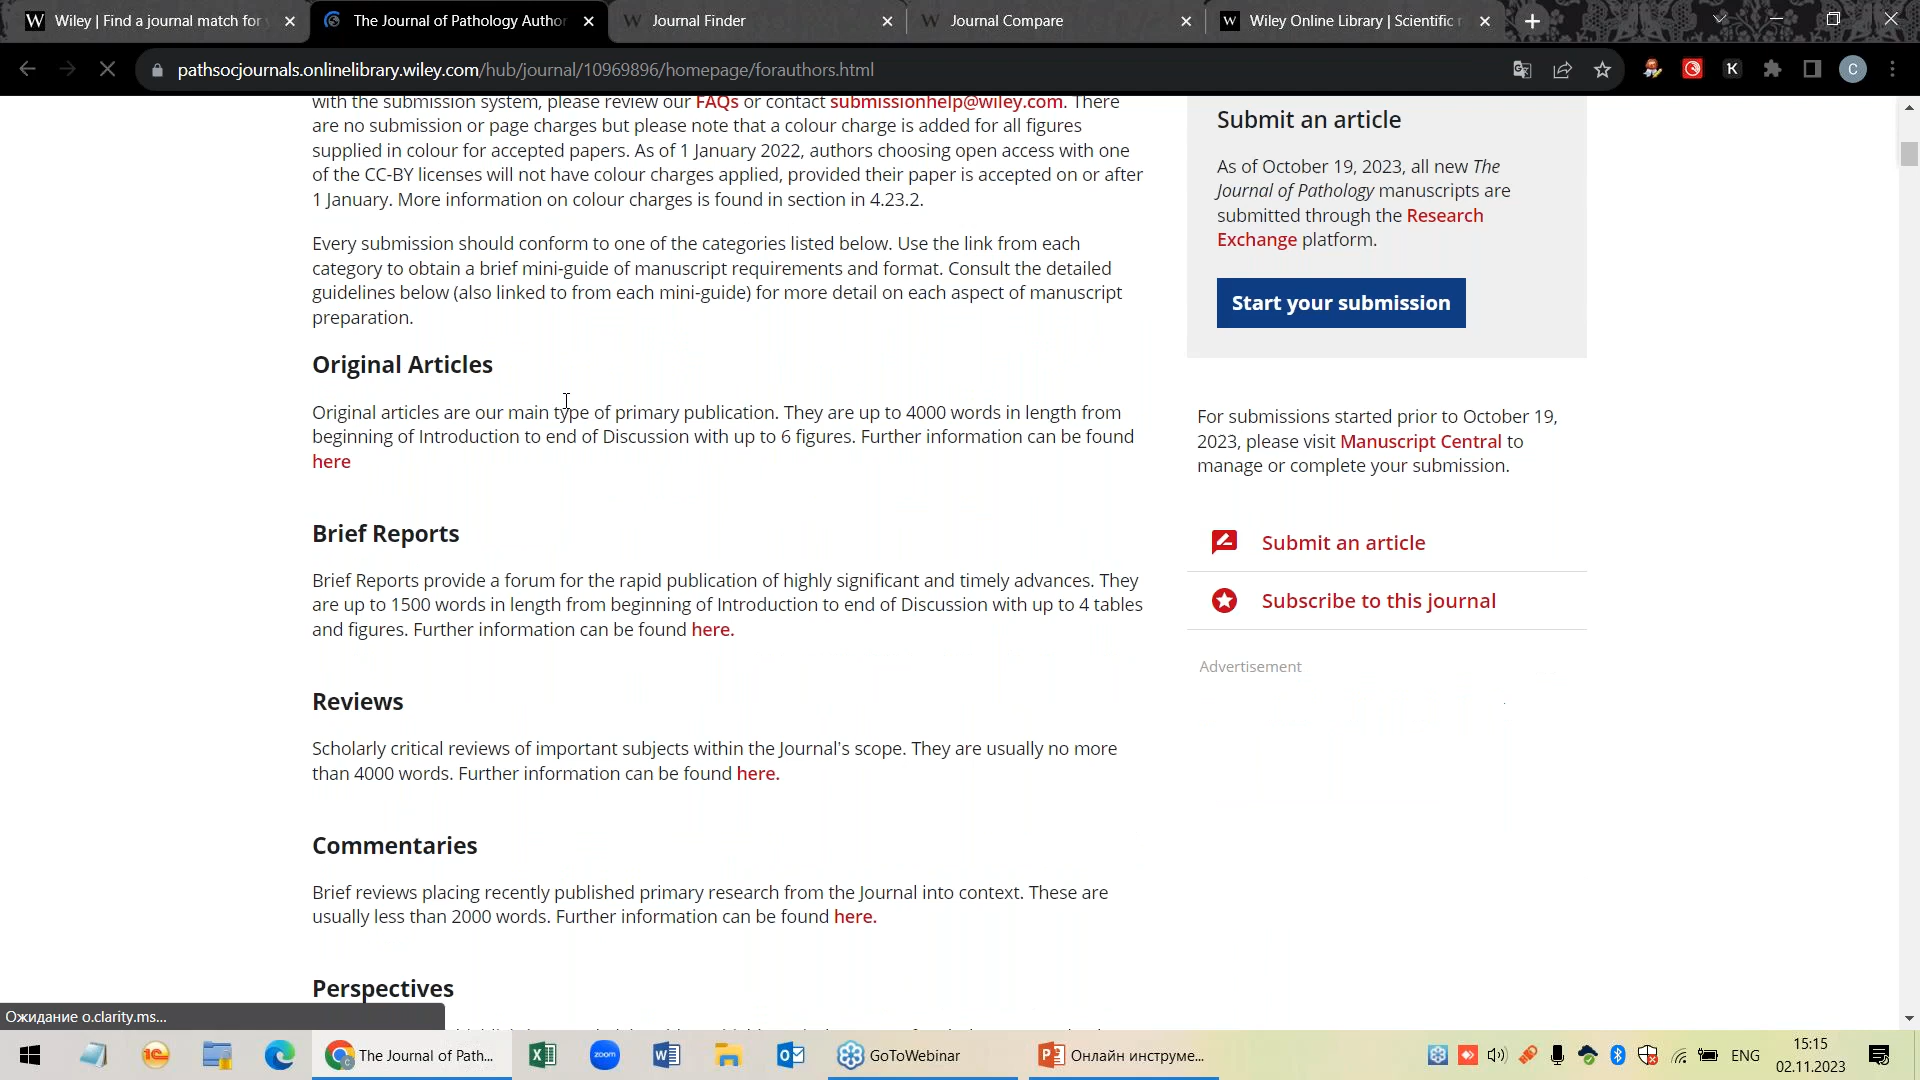 Wiley | Find a journal match for
The Journal of Pathology Author
Journal Finder
Journal Compare
Wiley Online Library | Scientific r
pathsocjournals.onlinelibrary.wiley.com/hub/journal/10969896/homepage/forauthors.html
with the submission system, please review our FAQs or contact submissionhelp@wiley.com. There
are no submission or page charges but please note that a colour charge is added for all figures
supplied in colour for accepted papers. As of 1 January 2022, authors choosing open access with one
of the CC-BY licenses will not have colour charges applied, provided their paper is accepted on or after
1 January. More information on colour charges is found in section in 4.23.2.
Every submission should conform to one of the categories listed below. Use the link from each
category to obtain a brief mini-guide of manuscript requirements and format. Consult the detailed
guidelines below (also linked to from each mini-guide) for more detail on each aspect of manuscript
preparation.
Original Articles
Original articles are our main type of primary publication. They are up to 4000 words in length from
beginning of Introduction to end of Discussion with up to 6 figures. Further information can be found
here
Brief Reports
Brief Reports provide a forum for the rapid publication of highly significant and timely advances. They
are up to 1500 words in length from beginning of Introduction to end of Discussion with up to 4 tables
and figures. Further information can be found here.
Reviews
Scholarly critical reviews of important subjects within the Journal's scope. They are usually no more
than 4000 words. Further information can be found here.
Commentaries
Brief reviews placing recently published primary research from the Journal into context. These are
usually less than 2000 words. Further information can be found here.
Perspectives
Submit an article
As of October 19, 2023, all new The
Journal of Pathology manuscripts are
submitted through the Research
Exchange platform.
Start your submission
For submissions started prior to October 19,
2023, please visit Manuscript Central to
manage or complete your submission.
Submit an article
Subscribe to this journal
Advertisement
Ожидание o.clarity.ms...
The Journal of Path...
zoom
GoToWebinar
Онлайн инструме...
ENG
15:15
02.11.2023